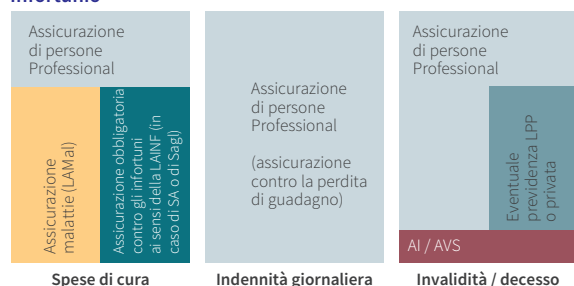 Infortunio
Assicurazione
di persone
Professional
Assicurazione
malattie (LAMal)
Assicurazione obbligatoria
contro gli infortuni
ai sensi della LAINF (in
caso di SA o di Sagl)
Spese di cura
Assicurazione
di persone
Professional
(assicurazione
contro la perdita
di guadagno)
Indennità giornaliera
Assicurazione
di persone
Professional
Eventuale
previdenza LPP
o privata
AI / AVS
Invalidità / decesso